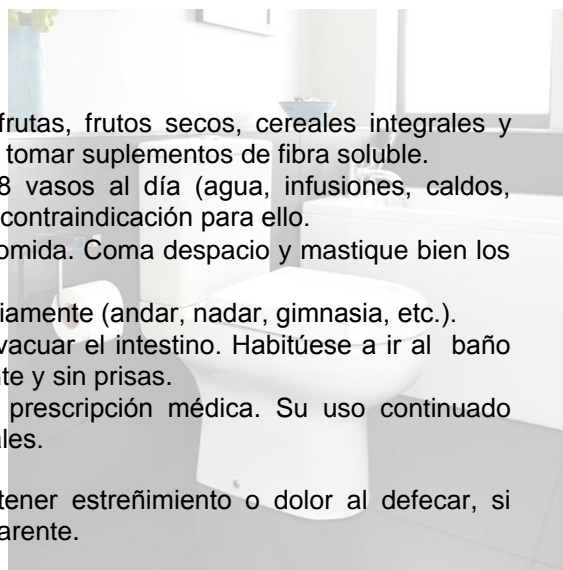 frutas, frutos secos, cereales integrales y
tomar suplementos de fibra soluble.
8 vasos al día (agua, infusiones, caldos,
contraindicación para ello.
omida. Coma despacio y mastique bien los
iamente (andar, nadar, gimnasia, etc.).
vacuar el intestino. Habitúese a ir al baño
te y sin prisas.
prescripción médica. Su uso continuado
les.
tener estreñimiento o dolor al defecar, si
arente.